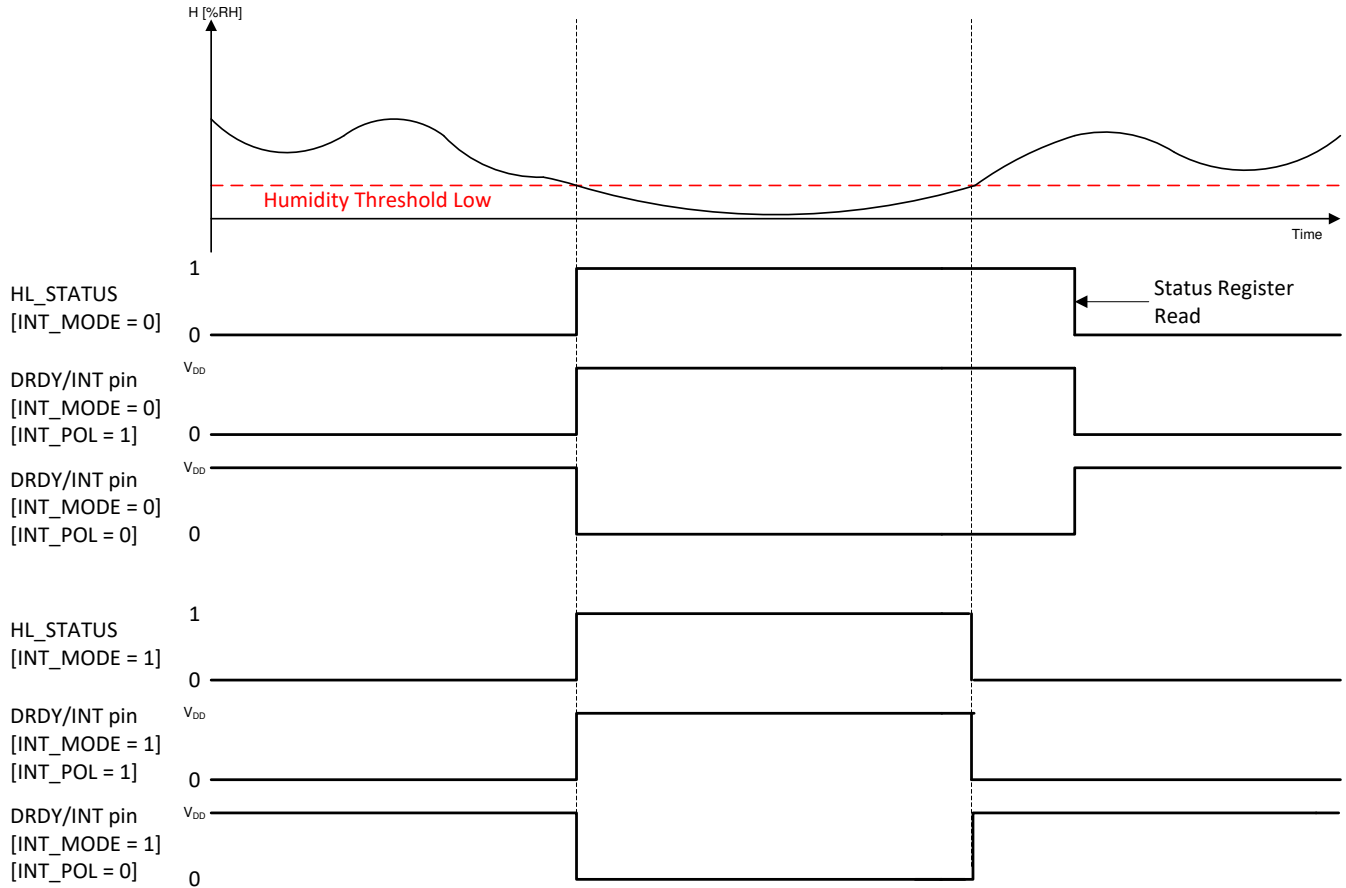 H [%RH]
Humidity Threshold Low
Time
1
HL_STATUS
[INT_MODE = 0]
0
Status Register
Read
VDD
DRDY/INT pin
[INT_MODE = 0]
[INT_POL = 1]
0
VDD
DRDY/INT pin
[INT_MODE = 0]
[INT_POL = 0]
0
1
HL_STATUS
[INT_MODE = 1]
0
VDD
DRDY/INT pin
[INT_MODE = 1]
[INT_POL = 1]
0
VDD
DRDY/INT pin
[INT_MODE = 1]
[INT_POL = 0]
0